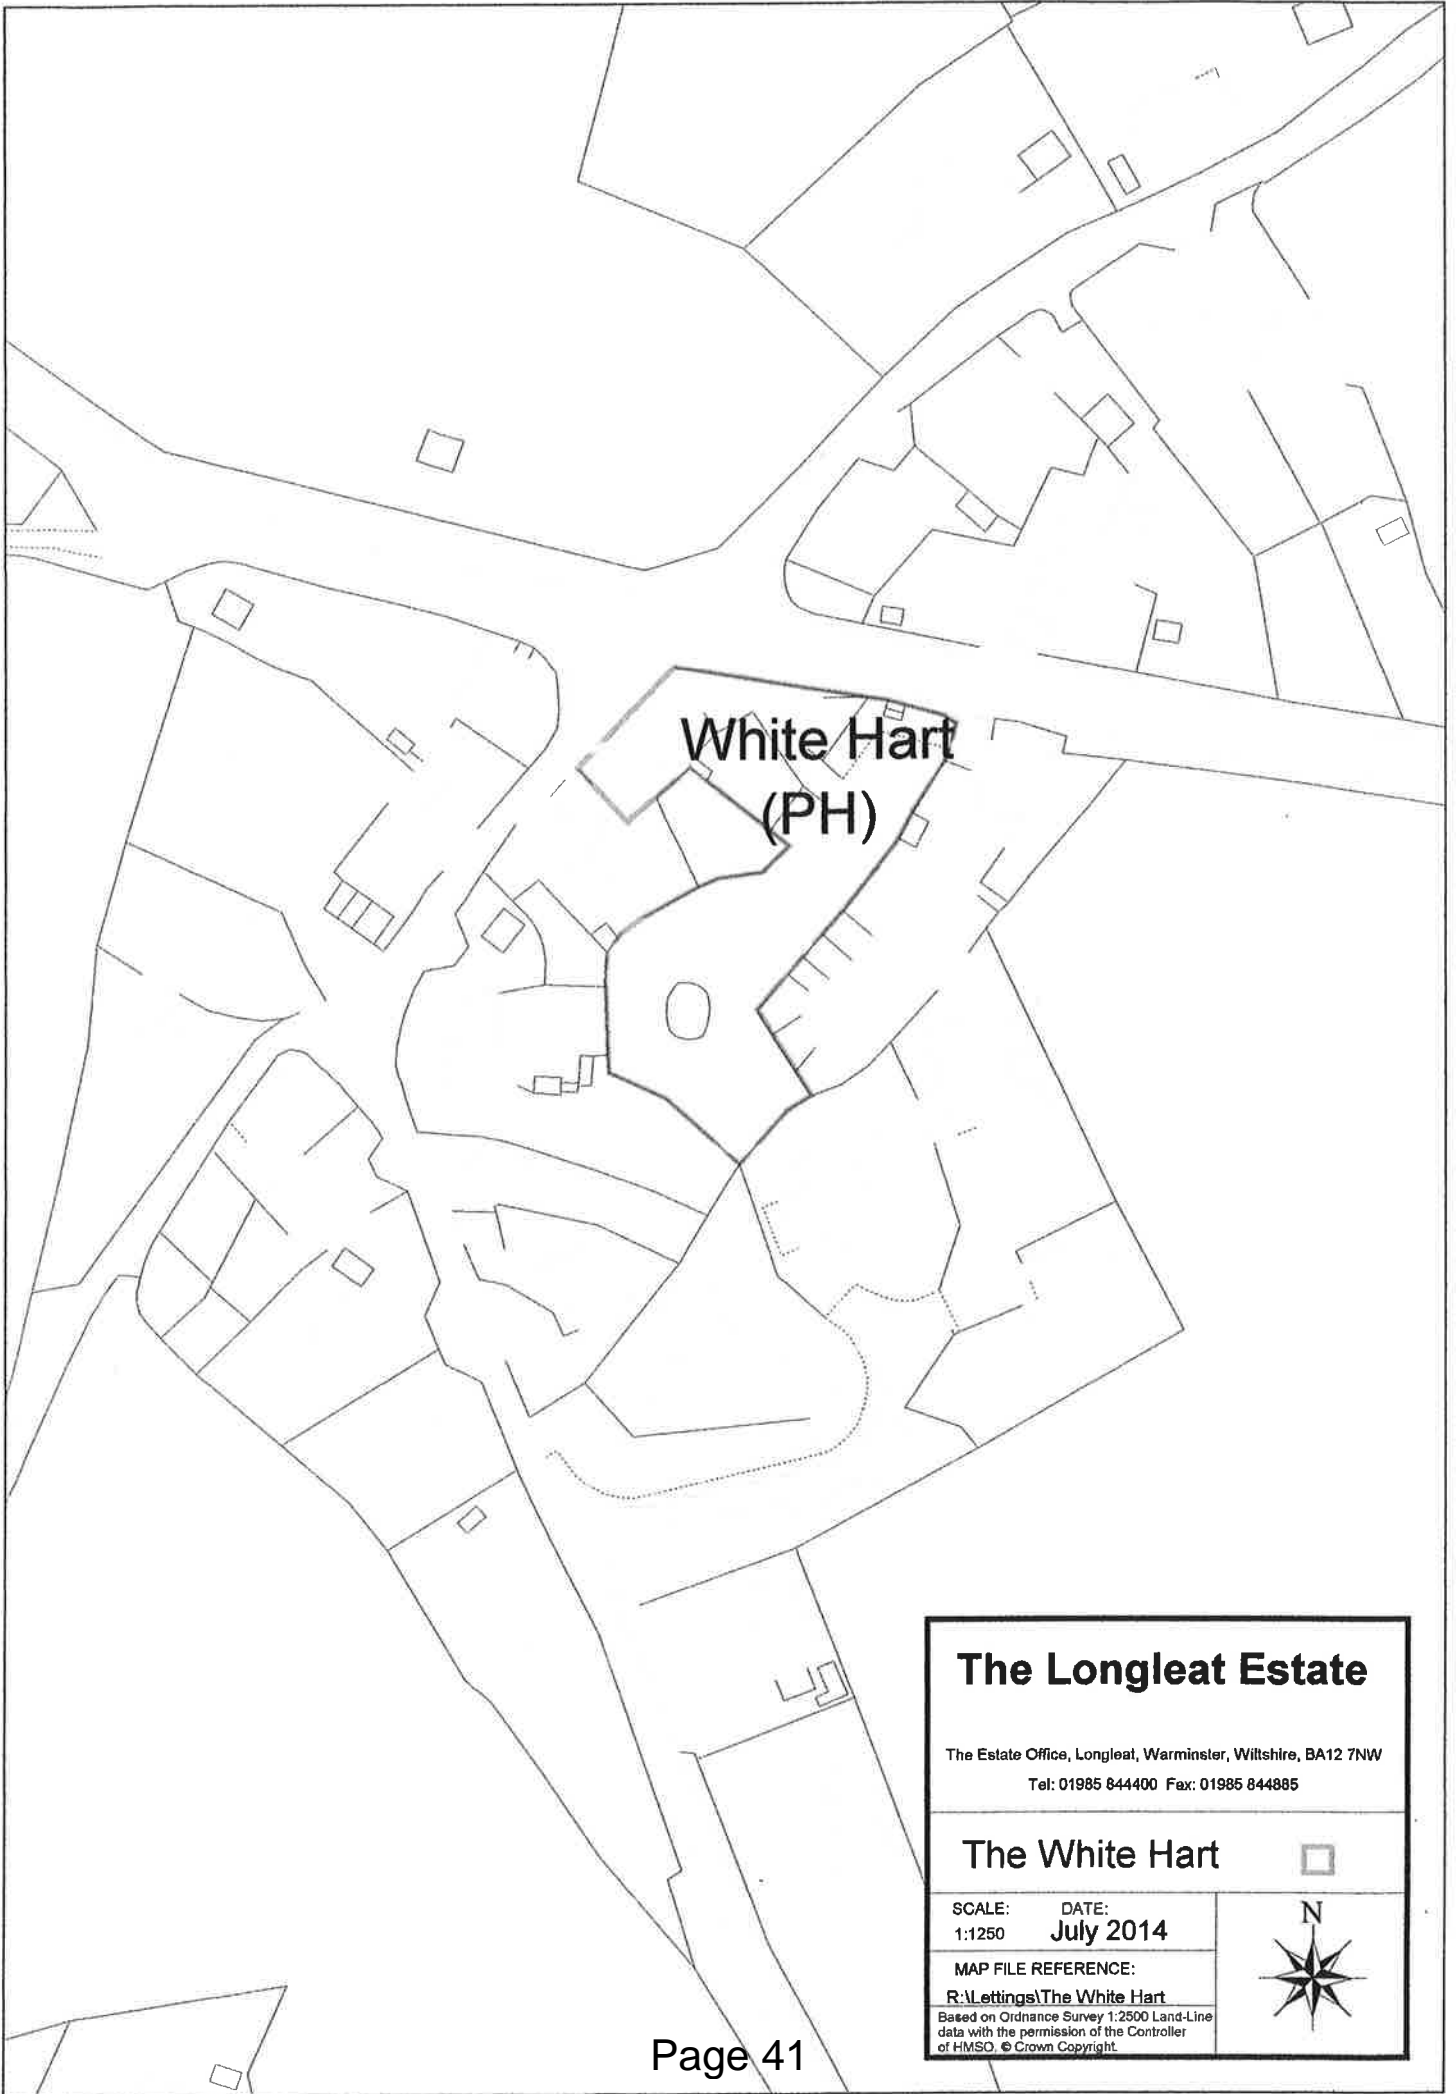 White Hart
(PH)
The Longleat Estate
The Estate Office, Longleat, Warminster, Wiltshire, BA12 7NW
Tel: 01985 844400 Fax: 01985 844885
The White Hart
SCALE: DATE:
1:1250 July 2014
N
MAP FILE REFERENCE:
R:\Lettings\The White Hart
Based on Ordnance Survey 1:2500 Land-Line
data with the permission of the Controller
of HMSO. © Crown Copyright.
Page 41